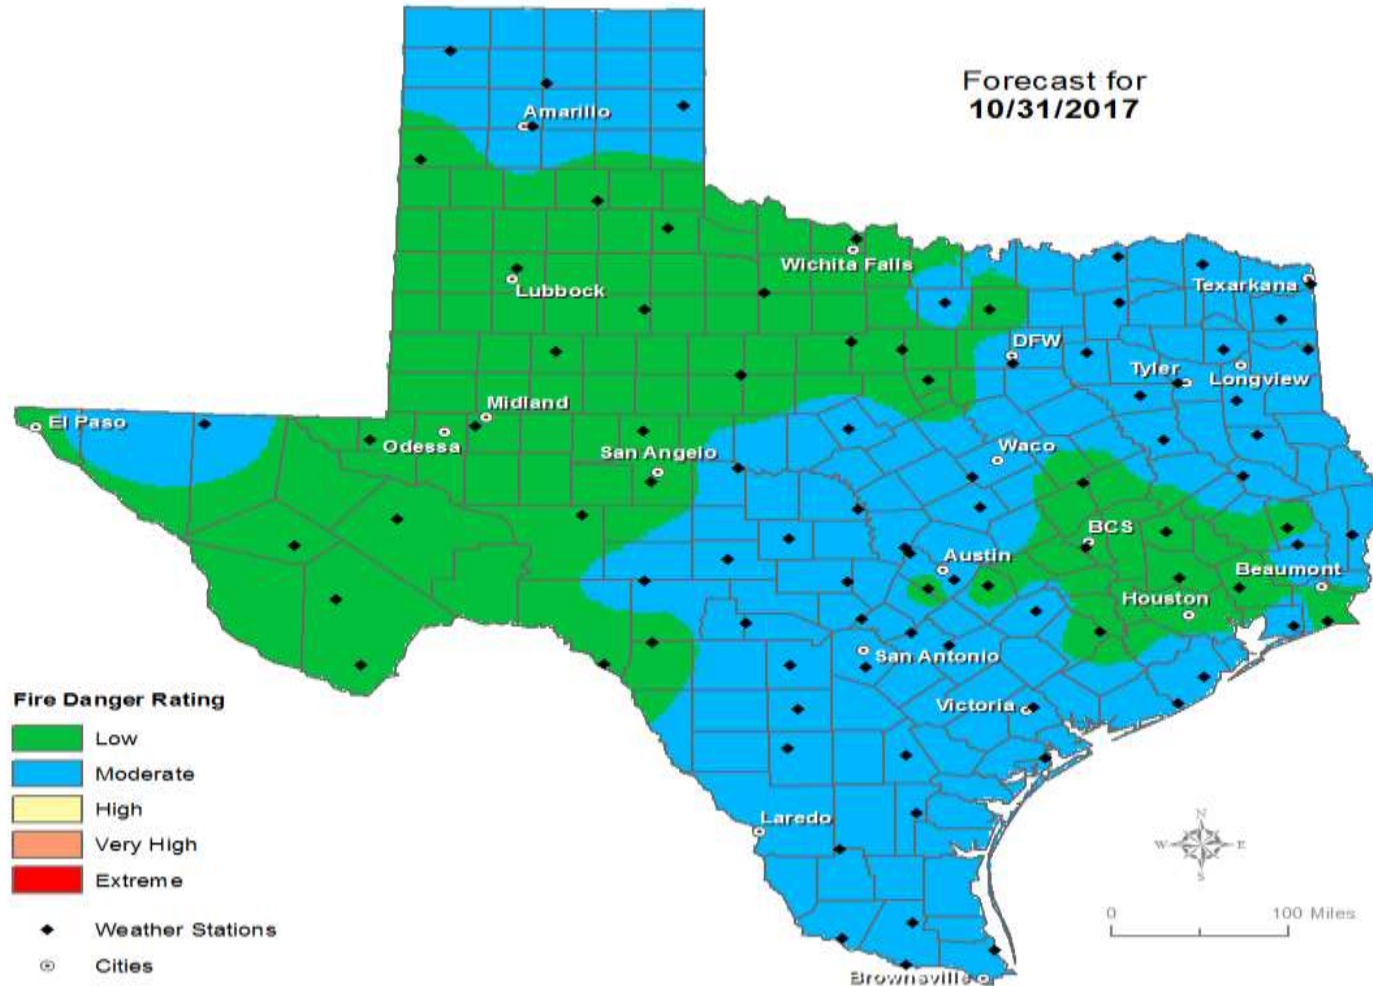 Forecast for
10/31/2017
Amarillo
Wichita Falls
Lubbock
Texarkana
DFW
Tyler
Longview
Midland
El Paso
Odessa
San Angelo
Waco
BCS
Austin
Beaumont
Houston
San Antonio
Victoria
Laredo
Brownsville
Fire Danger Rating
Low
Moderate
High
Very High
Extreme
Weather Stations
Cities
N
W E
S
0 100 Miles